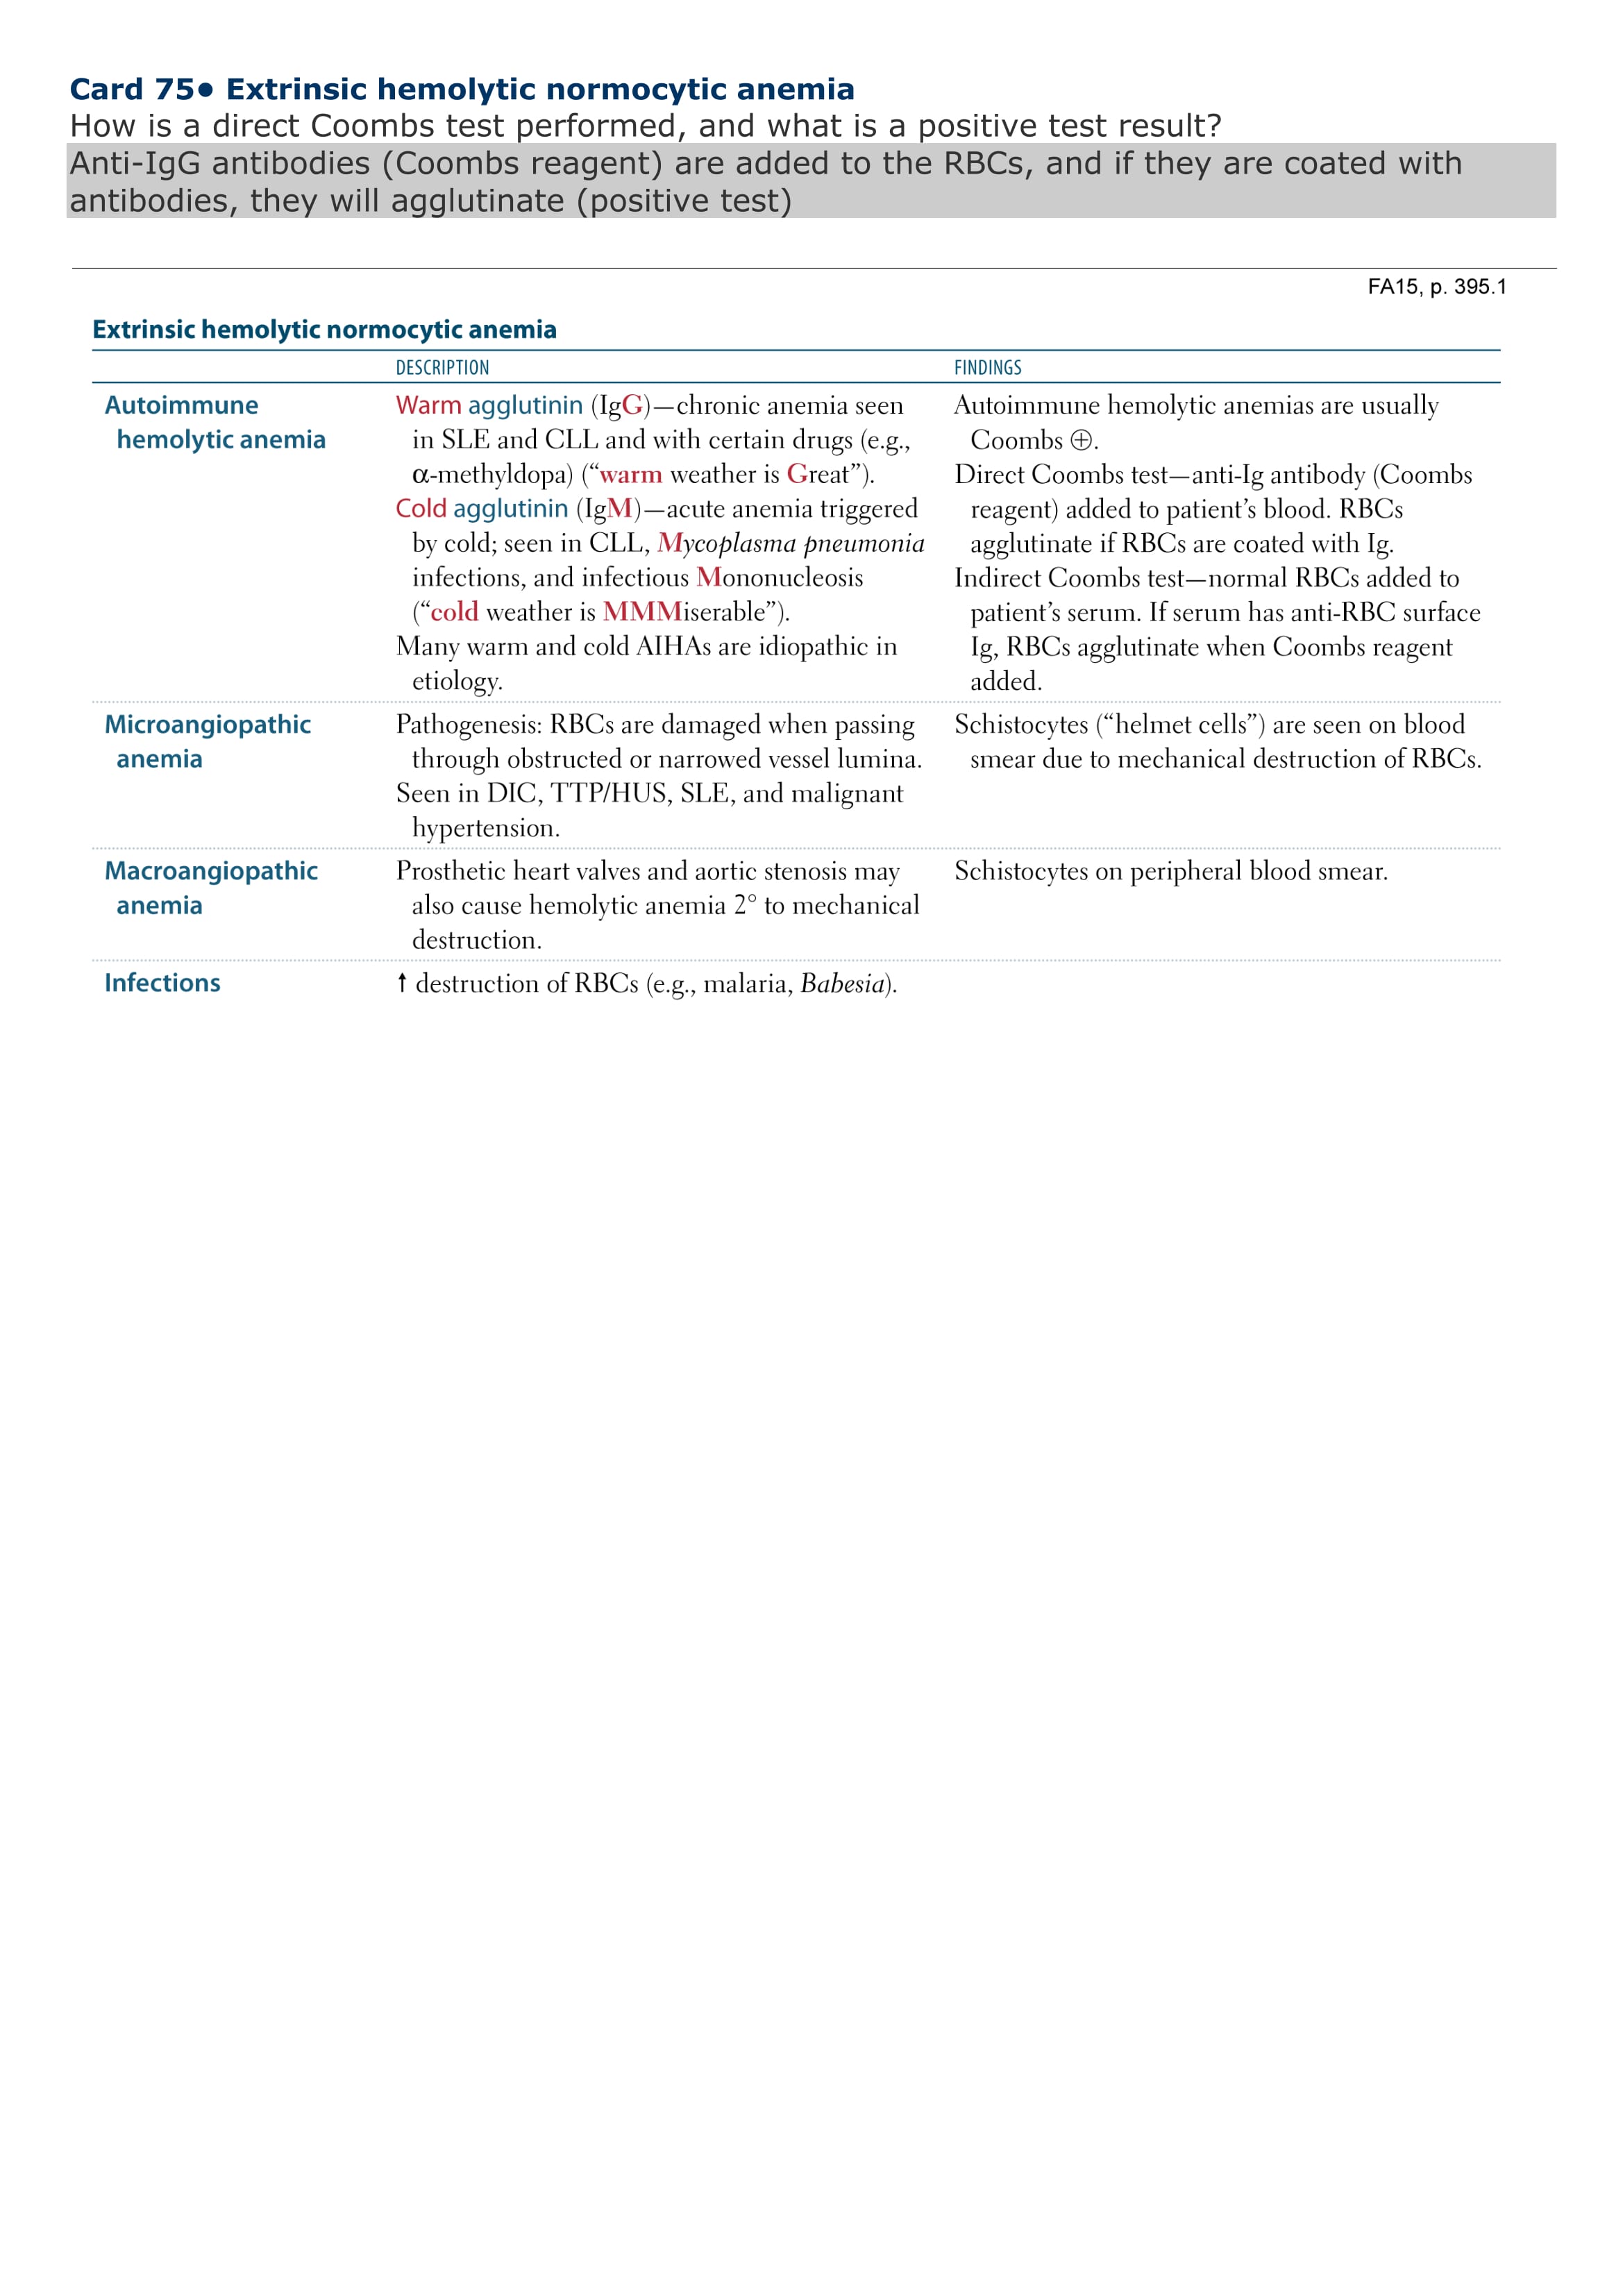 Card 75• Extrinsic hemolytic normocytic anemia
How is a direct Coombs test performed, and what is a positive test result?
Anti-IgG antibodies (Coombs reagent) are added to the RBCs, and if they are coated with
antibodies, they will agglutinate (positive test)
FA15, p. 395.1
Extrinsic hemolytic normocytic anemia
DESCRIPTION
FINDINGS
Autoimmune
hemolytic anemia
Warm agglutinin (IgG)—chronic anemia seen
in SLE and CLL and with certain drugs (e.g.,
α-methyldopa) (“warm weather is Great”).
Cold agglutinin (IgM)—acute anemia triggered
by cold; seen in CLL, Mycoplasma pneumonia
infections, and infectious Mononucleosis
(“cold weather is MMMiserable”).
Many warm and cold AIHAs are idiopathic in
etiology.
Autoimmune hemolytic anemias are usually
Coombs ⊕.
Direct Coombs test—anti-Ig antibody (Coombs
reagent) added to patient’s blood. RBCs
agglutinate if RBCs are coated with Ig.
Indirect Coombs test—normal RBCs added to
patient’s serum. If serum has anti-RBC surface
Ig, RBCs agglutinate when Coombs reagent
added.
Microangiopathic
anemia
Pathogenesis: RBCs are damaged when passing
through obstructed or narrowed vessel lumina.
Seen in DIC, TTP/HUS, SLE, and malignant
hypertension.
Schistocytes (“helmet cells”) are seen on blood
smear due to mechanical destruction of RBCs.
Macroangiopathic
anemia
Prosthetic heart valves and aortic stenosis may
also cause hemolytic anemia 2° to mechanical
destruction.
Schistocytes on peripheral blood smear.
Infections
↑ destruction of RBCs (e.g., malaria, Babesia).